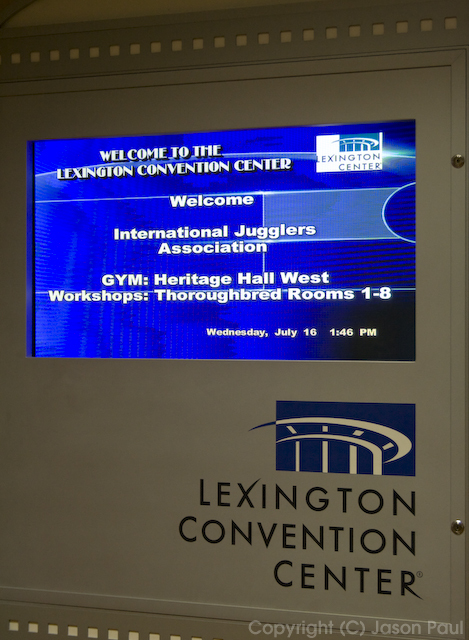 WELCOME TO THE
LEXINGTON CONVENTION CENTER
LEXINGTON
CENTER
Welcome
International Jugglers
Association
GYM: Heritage Hall West
Workshops: Thoroughbred Rooms 1-8
Wednesday, July 16 1:46 PM
LEXINGTON
CONVENTION
CENTER®
Copyright (C) Jason Paul